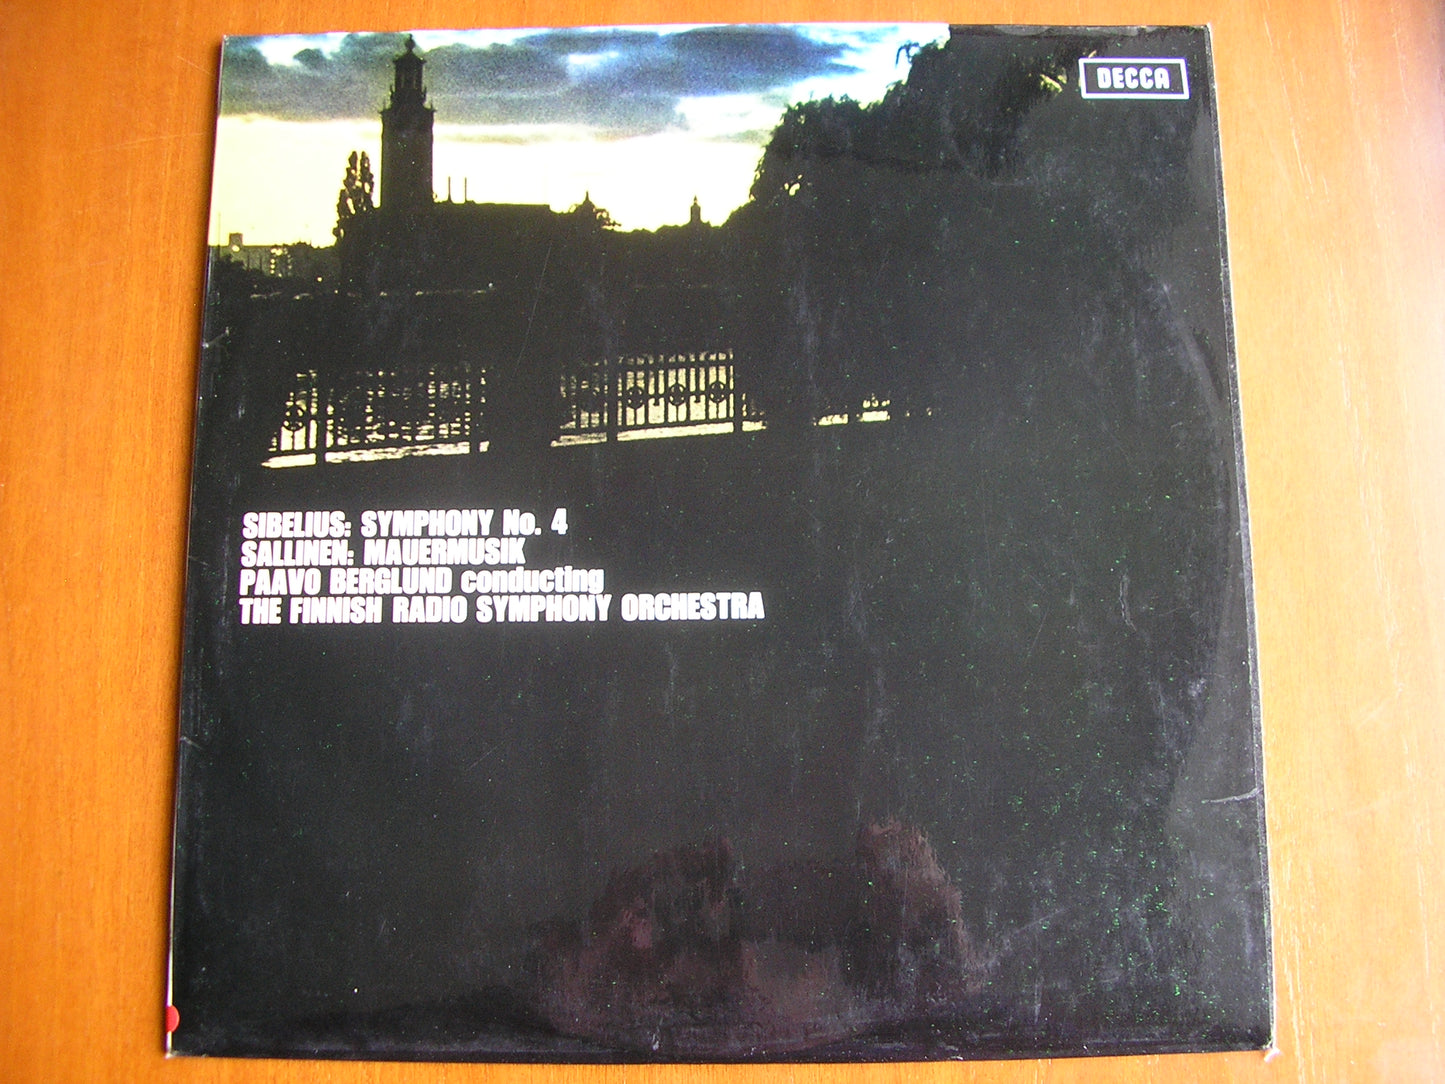 DECCA
SIBELIUS: SYMPHONY No. 4
SALLINEN: MAUERMUSIK
PAAVO BERGLUND conducting
THE FINNISH RADIO SYMPHONY ORCHESTRA